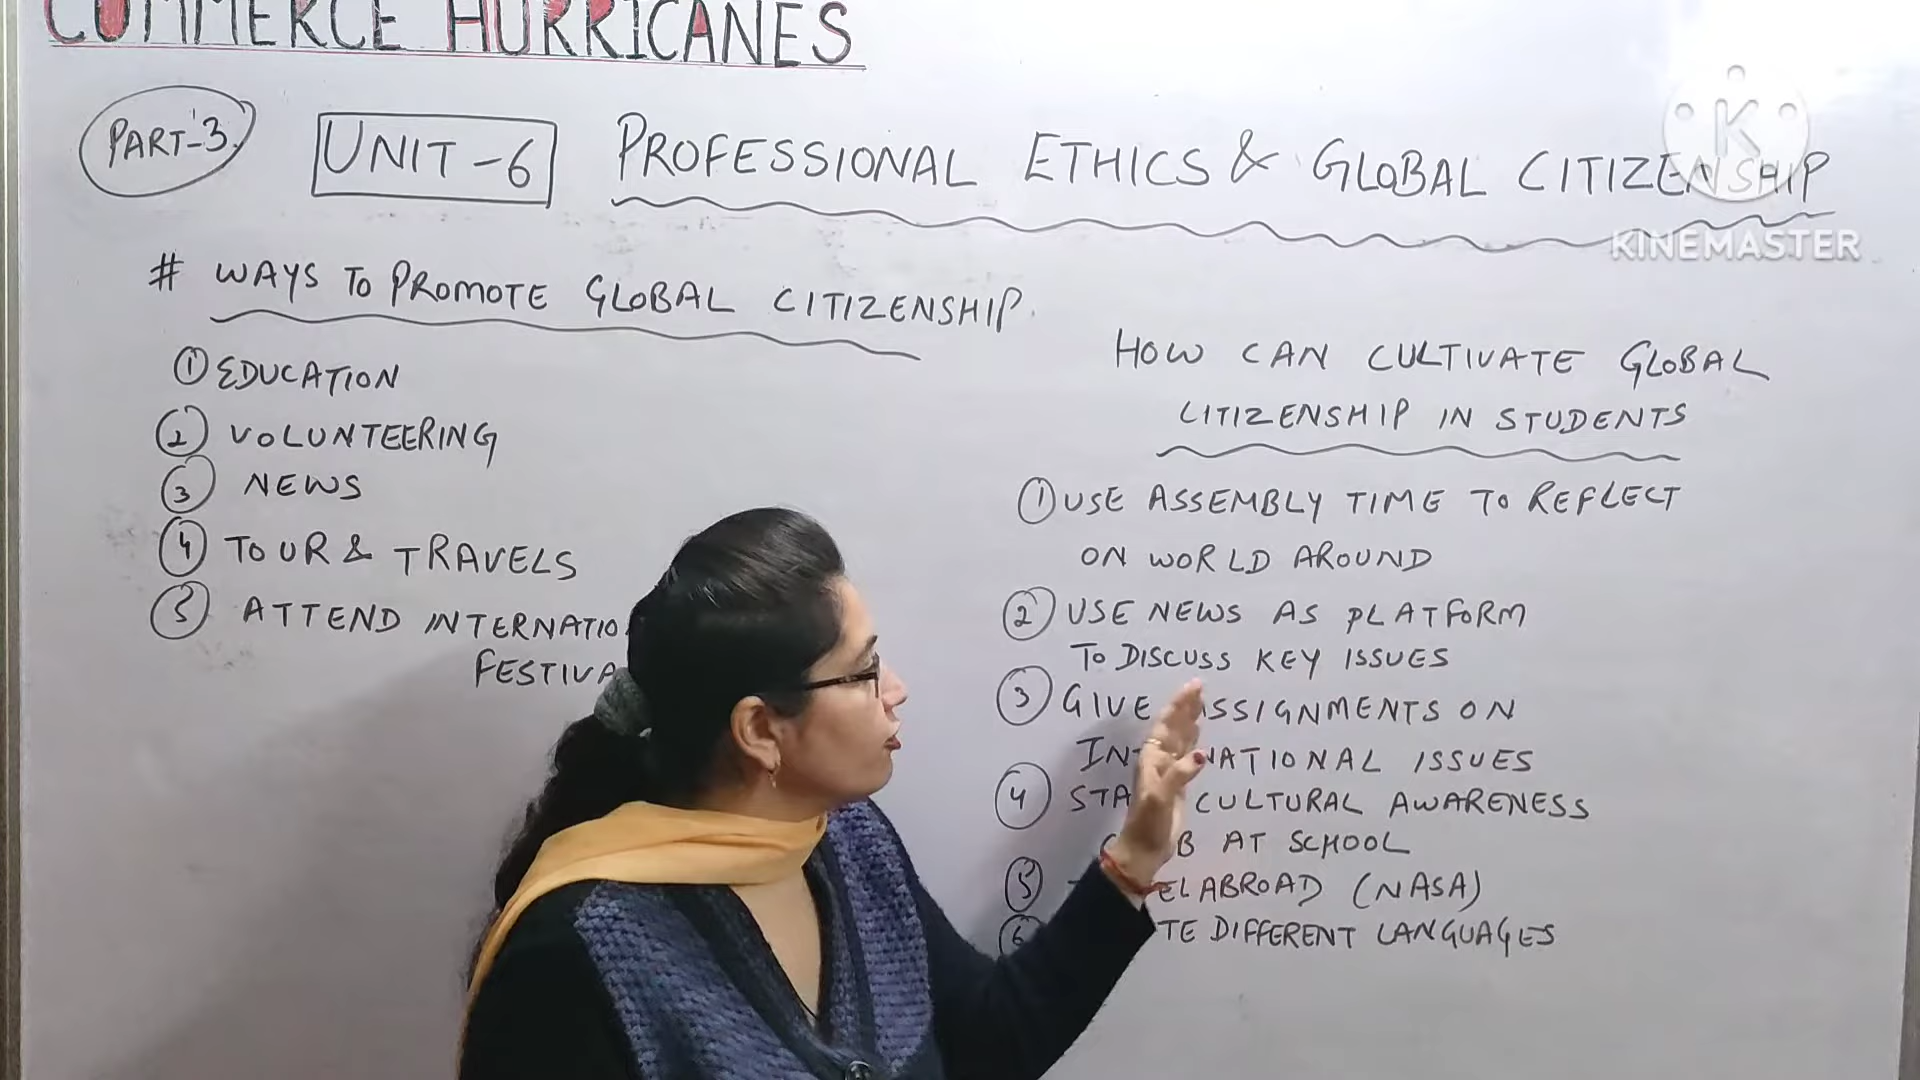 COMMERCE HURRICANES
PART-3.
UNIT-6
PROFESSIONAL ETHICS & GLOBAL CITIZENSHIP
KINEMASTER
# WAYS TO PROMOTE GLOBAL CITIZENSHIP.
① EDUCATION
② VOLUNTEERING
③ NEWS
④ TOUR & TRAVELS
⑤ ATTEND
HOW CAN CULTIVATE GLOBAL
CITIZENSHIP IN STUDENTS
① USE ASSEMBLY TIME TO REFLECT
ON WORLD AROUND
② USE NEWS AS PLATFORM
TO DISCUSS KEY ISSUES
③ GIVE ASSIGNMENTS ON
ISSUES
④ CULTURAL AWARENESS
AT SCHOOL
⑤ ABROAD (NASA)
⑥ DIFFERENT LANGUAGES